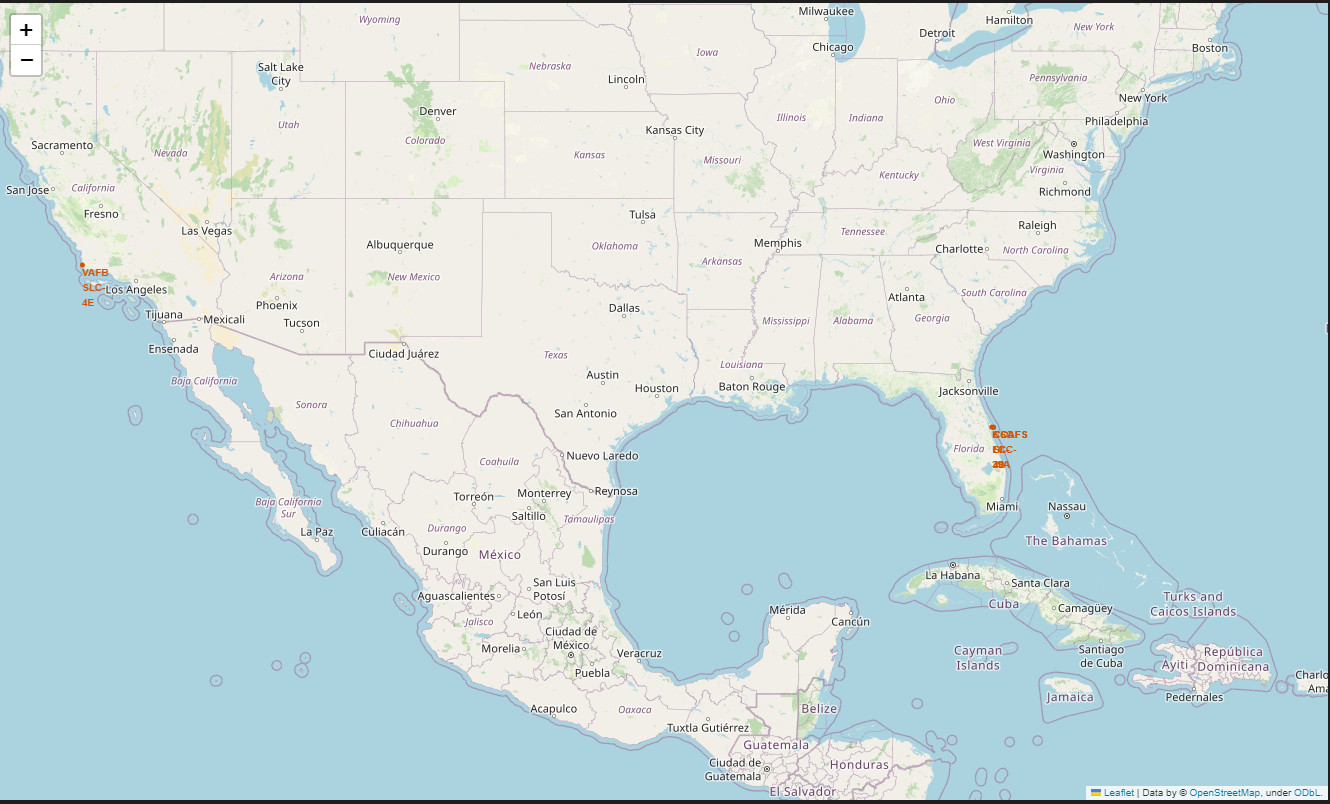 +
−
Wyoming
Milwaukee
Hamilton
Detroit
New York
Chicago
Boston
Iowa
Salt Lake
City
Nebraska
Lincoln
Pennsylvania
New York
Ohio
Denver
Illinois
Indiana
Philadelphia
Utah
Kansas City
Colorado
Sacramento
West Virginia
Nevada
Kansas
Missouri
Washington
Virginia
Kentucky
San Jose
California
Richmond
Fresno
Tulsa
Raleigh
Las Vegas
Tennessee
Albuquerque
Oklahoma
Memphis
Charlotte
North Carolina
Arkansas
VAFB
SLC-
4E
Arizona
New Mexico
Los Angeles
South Carolina
Atlanta
Phoenix
Dallas
Tijuana
Mexicali
Tucson
Mississippi
Alabama
Georgia
Ensenada
Ciudad Juárez
Texas
Louisiana
Baja California
Austin
Houston
Baton Rouge
Jacksonville
Sonora
San Antonio
Chihuahua
Florida
Nuevo Laredo
Coahuila
Monterrey
Reynosa
Torreón
Baja California
Sur
Saltillo
Tamaulipas
Miami
Nassau
La Paz
Culiacán
Durango
The Bahamas
Durango
México
La Habana
Santa Clara
San Luis
Potosí
Aguascalientes
Cuba
Camagüey
Turks and
Caicos Islands
Mérida
León
Jalisco
Cancún
Ciudad de
México
Morelia
Veracruz
Cayman
Islands
Santiago
de Cuba
Ayiti
República
Dominicana
Puebla
Charlo
Ama
Jamaica
Pedernales
Acapulco
Oaxaca
Belize
Tuxtla Gutiérrez
Guatemala
Ciudad de
Guatemala
Honduras
El Salvador
Leaflet | Data by © OpenStreetMap, under ODbL.